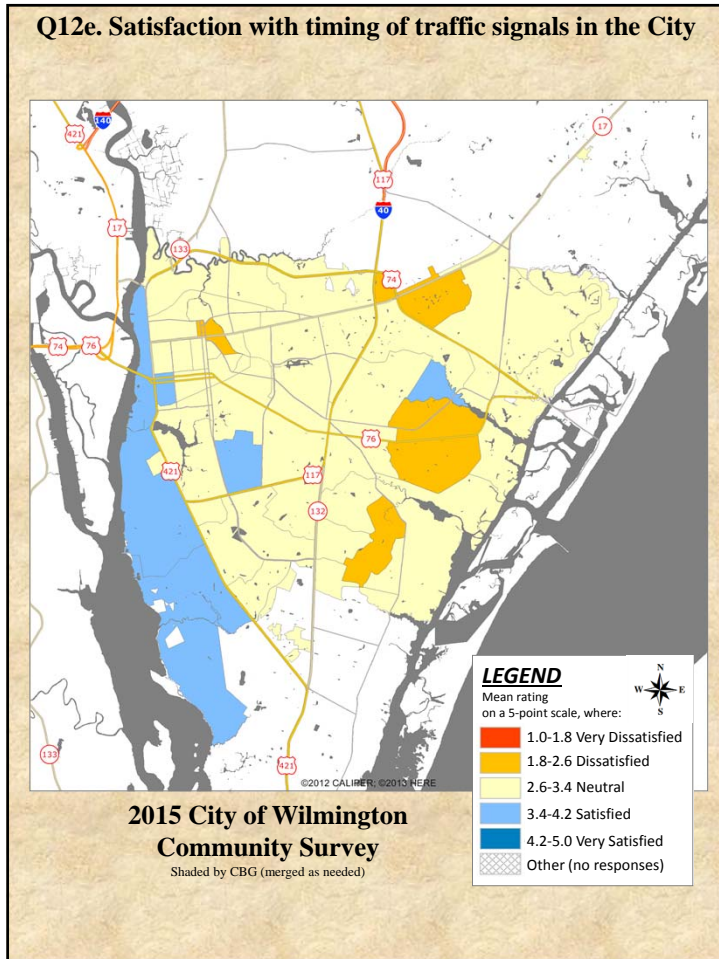 Q12e. Satisfaction with timing of traffic signals in the City
140
421
17
117
17
40
133
74
74
76
76
421
117
132
133
421
©2012 CALIPER; ©2013 HERE
LEGEND
N
W E
S
Mean rating
on a 5-point scale, where:
1.0-1.8 Very Dissatisfied
1.8-2.6 Dissatisfied
2.6-3.4 Neutral
3.4-4.2 Satisfied
4.2-5.0 Very Satisfied
Other (no responses)
2015 City of Wilmington
Community Survey
Shaded by CBG (merged as needed)